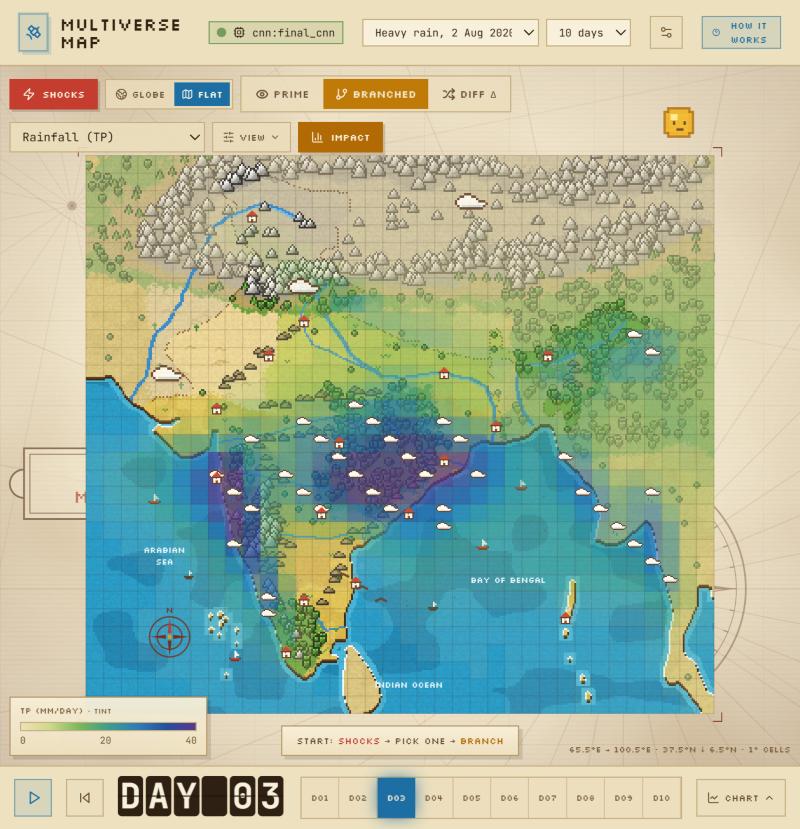 MULTIVERSE
MAP
cnn:final_cnn
Heavy rain, 2 Aug 2020
10 days
HOW IT
WORKS
SHOCKS
GLOBE
FLAT
PRIME
BRANCHED
DIFF Δ
Rainfall (TP)
VIEW
IMPACT
N
ARABIAN
SEA
BAY OF BENGAL
INDIAN OCEAN
TP (MM/DAY) · TINT
0 20 40
START: SHOCKS → PICK ONE → BRANCH
65.5°E → 100.5°E · 37.5°N ↓ 6.5°N · 1° CELLS
DAY 03
D01 D02 D03 D04 D05 D06 D07 D08 D09 D10
CHART